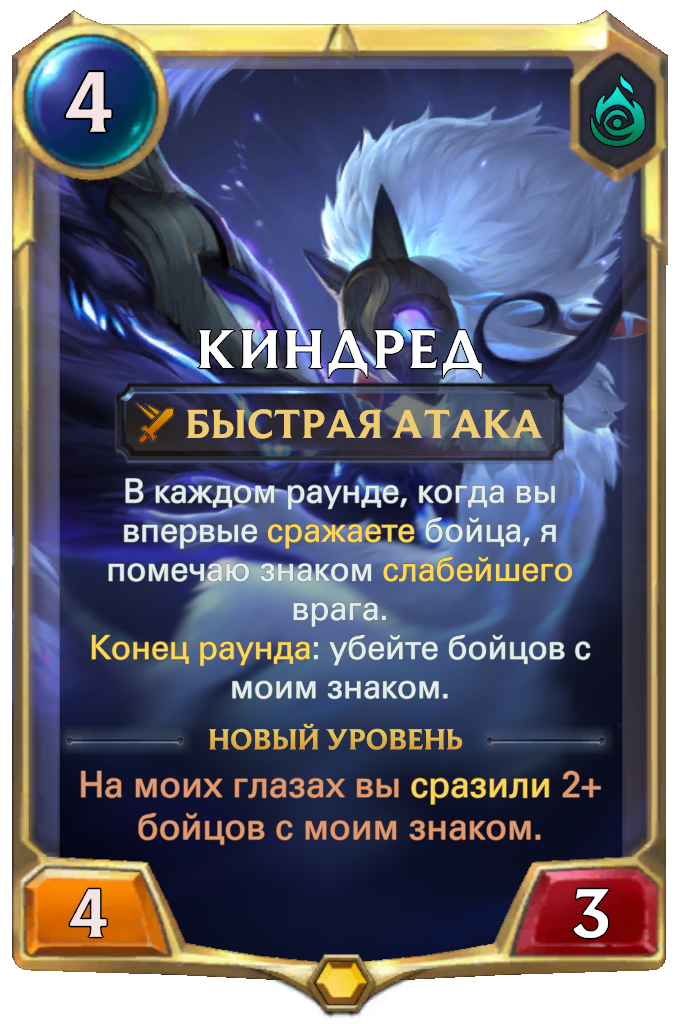 4
КИНДРЕД
БЫСТРАЯ АТАКА
В каждом раунде, когда вы
впервые сражаете бойца, я
помечаю знаком слабейшего
врага.
Конец раунда: убейте бойцов с
моим знаком.
НОВЫЙ УРОВЕНЬ
На моих глазах вы сразили 2+
бойцов с моим знаком.
4
3